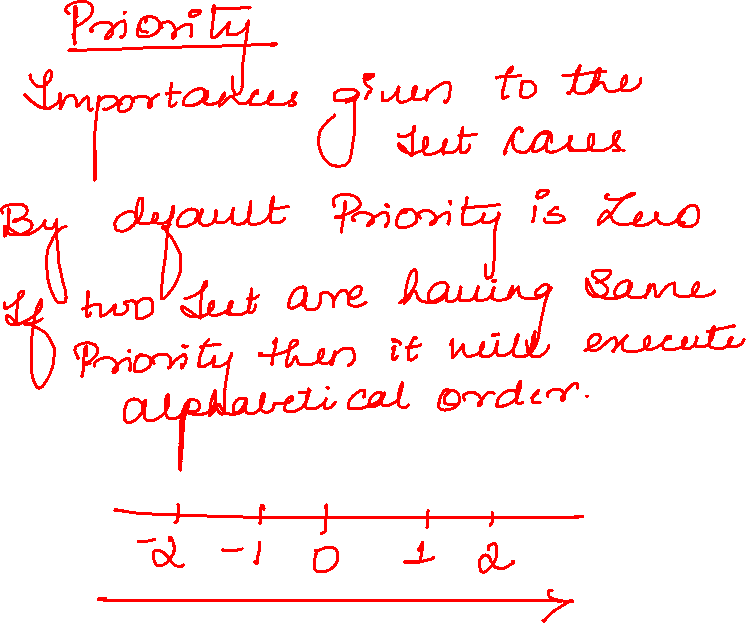 Priority
Importances given to the
Test cases
By default Priority is Zero
If two Test are having Same
Priority then it will execute
alphabetical order.
-2 -1 0 1 2